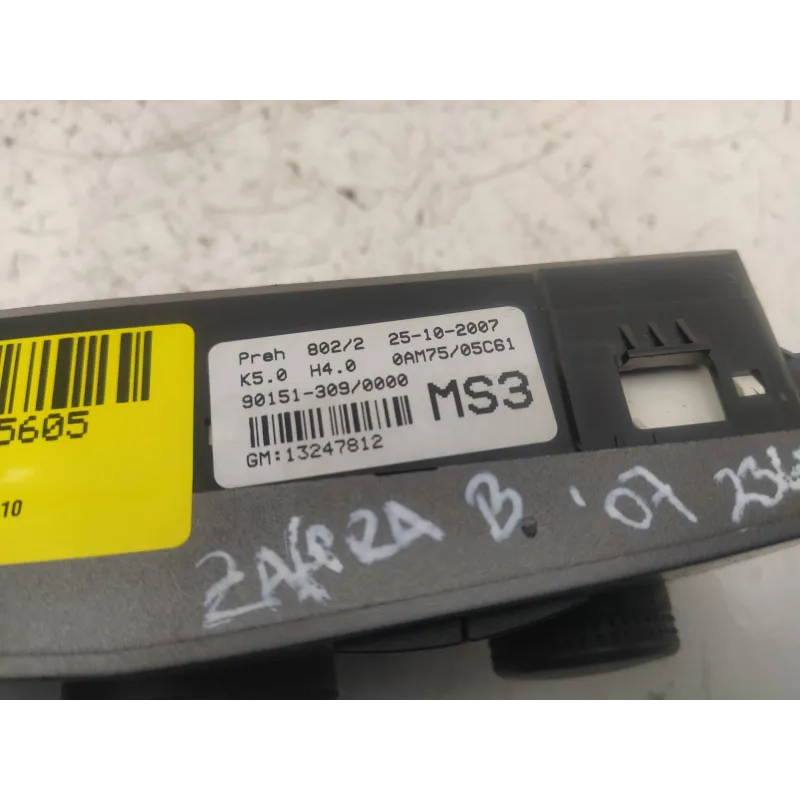 5605
10
Preh 802/2 25-10-2007
K5.0 H4.0 0AM75/05C61
90151-309/0000
MS3
GM:13247812
ZAFIRA B '07